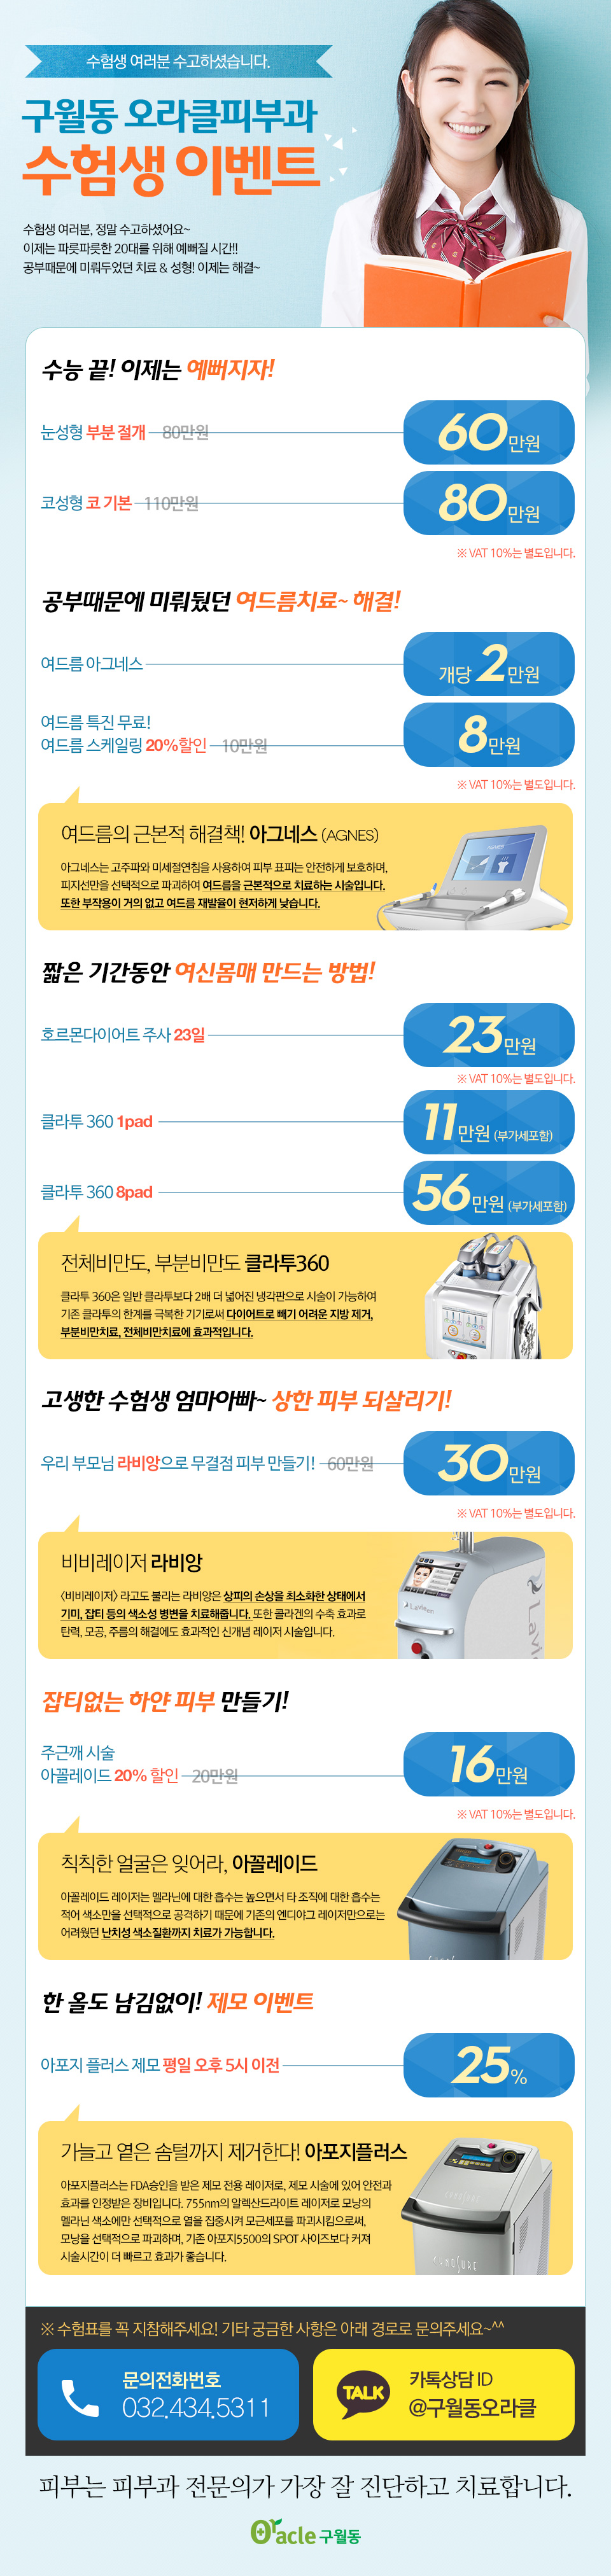 수험생 여러분 수고하셨습니다.
구월동 오라클피부과
수험생 이벤트
수험생 여러분, 정말 수고하셨어요~
이제는 파릇파릇한 20대를 위해 예뻐질 시간!!
공부때문에 미뤄두었던 치료 & 성형! 이제는 해결~
수능 끝! 이제는 예뻐지자!
눈성형 부분 절개 80만원 60만원
코성형 코 기본 110만원 80만원
※ VAT 10%는 별도입니다.
공부때문에 미뤄뒀던 여드름치료~ 해결!
여드름 아그네스 개당 2만원
여드름 특진 무료!
여드름 스케일링 20%할인 10만원 8만원
※ VAT 10%는 별도입니다.
여드름의 근본적 해결책! 아그네스 (AGNES)
아그네스는 고주파와 미세절연침을 사용하여 피부 표피는 안전하게 보호하며,
피지선만을 선택적으로 파괴하여 여드름을 근본적으로 치료하는 시술입니다.
또한 부작용이 거의 없고 여드름 재발율이 현저하게 낮습니다.
AGNES
짧은 기간동안 여신몸매 만드는 방법!
호르몬다이어트 주사 23일 23만원
※ VAT 10%는 별도입니다.
클라투 360 1pad 11만원 (부가세포함)
클라투 360 8pad 56만원 (부가세포함)
전체비만도, 부분비만도 클라투360
클라투 360은 일반 클라투보다 2배 더 넓어진 냉각판으로 시술이 가능하여
기존 클라투의 한계를 극복한 기기로써 다이어트로 빼기 어려운 지방 제거,
부분비만치료, 전체비만치료에 효과적입니다.
고생한 수험생 엄마아빠~ 상한 피부 되살리기!
우리 부모님 라비앙으로 무결점 피부 만들기! 60만원 30만원
※ VAT 10%는 별도입니다.
비비레이저 라비앙
<비비레이저> 라고도 불리는 라비앙은 상피의 손상을 최소화한 상태에서
기미, 잡티 등의 색소성 병변을 치료해줍니다. 또한 콜라겐의 수축 효과로
탄력, 모공, 주름의 해결에도 효과적인 신개념 레이저 시술입니다.
잡티없는 하얀 피부 만들기!
주근깨 시술
아꼴레이드 20% 할인 20만원 16만원
※ VAT 10%는 별도입니다.
칙칙한 얼굴은 잊어라, 아꼴레이드
아꼴레이드 레이저는 멜라닌에 대한 흡수는 높으면서 타 조직에 대한 흡수는
적어 색소만을 선택적으로 공격하기 때문에 기존의 엔디야그 레이저만으로는
어려웠던 난치성 색소질환까지 치료가 가능합니다.
한 올도 남김없이! 제모 이벤트
아포지 플러스 제모 평일 오후 5시 이전 25%
가늘고 옅은 솜털까지 제거한다! 아포지플러스
아포지플러스는 FDA승인을 받은 제모 전용 레이저로, 제모 시술에 있어 안전과
효과를 인정받은 장비입니다. 755nm의 알렉산드라이트 레이저로 모낭의
멜라닌 색소에만 선택적으로 열을 집중시켜 모근세포를 파괴시킴으로써,
모낭을 선택적으로 파괴하며, 기존 아포지5500의 SPOT 사이즈보다 커져
시술시간이 더 빠르고 효과가 좋습니다.
CYNOSURE
※ 수험표를 꼭 지참해주세요! 기타 궁금한 사항은 아래 경로로 문의주세요~^^
문의전화번호
032.434.5311
TALK
카톡상담 ID
@구월동오라클
피부는 피부과 전문의가 가장 잘 진단하고 치료합니다.
Oracle 구월동